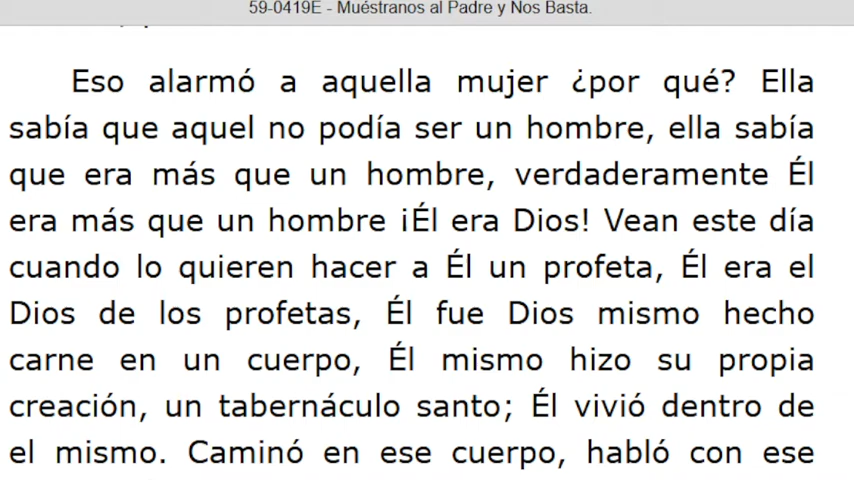 59-0419E - Muéstranos al Padre y Nos Basta.
Eso alarmó a aquella mujer ¿por qué? Ella
sabía que aquel no podía ser un hombre, ella sabía
que era más que un hombre, verdaderamente Él
era más que un hombre ¡Él era Dios! Vean este día
cuando lo quieren hacer a Él un profeta, Él era el
Dios de los profetas, Él fue Dios mismo hecho
carne en un cuerpo, Él mismo hizo su propia
creación, un tabernáculo santo; Él vivió dentro de
el mismo. Caminó en ese cuerpo, habló con ese